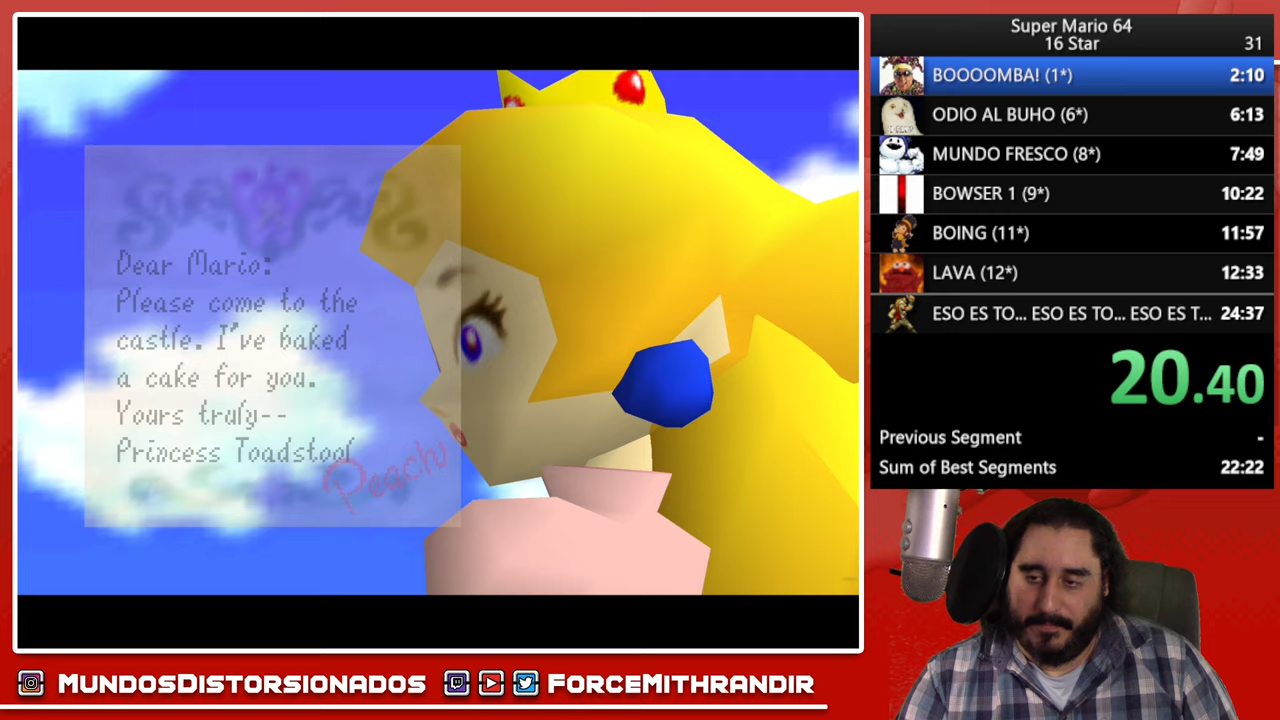 Dear Mario:
Please come to the
castle. I've baked
a cake for you.
Yours truly--
Princess Toadstool
Peach
Super Mario 64
16 Star 31
BOOOOMBA! (1*) 2:10
ODIO AL BUHO (6*) 6:13
MUNDO FRESCO (8*) 7:49
BOWSER 1 (9*) 10:22
BOING (11*) 11:57
LAVA (12*) 12:33
ESO ES TO... ESO ES TO... ESO ES T... 24:37
20.40
Previous Segment -
Sum of Best Segments 22:22
MUNDOSDISTORSIONADOS FORCEMITHRANDIR